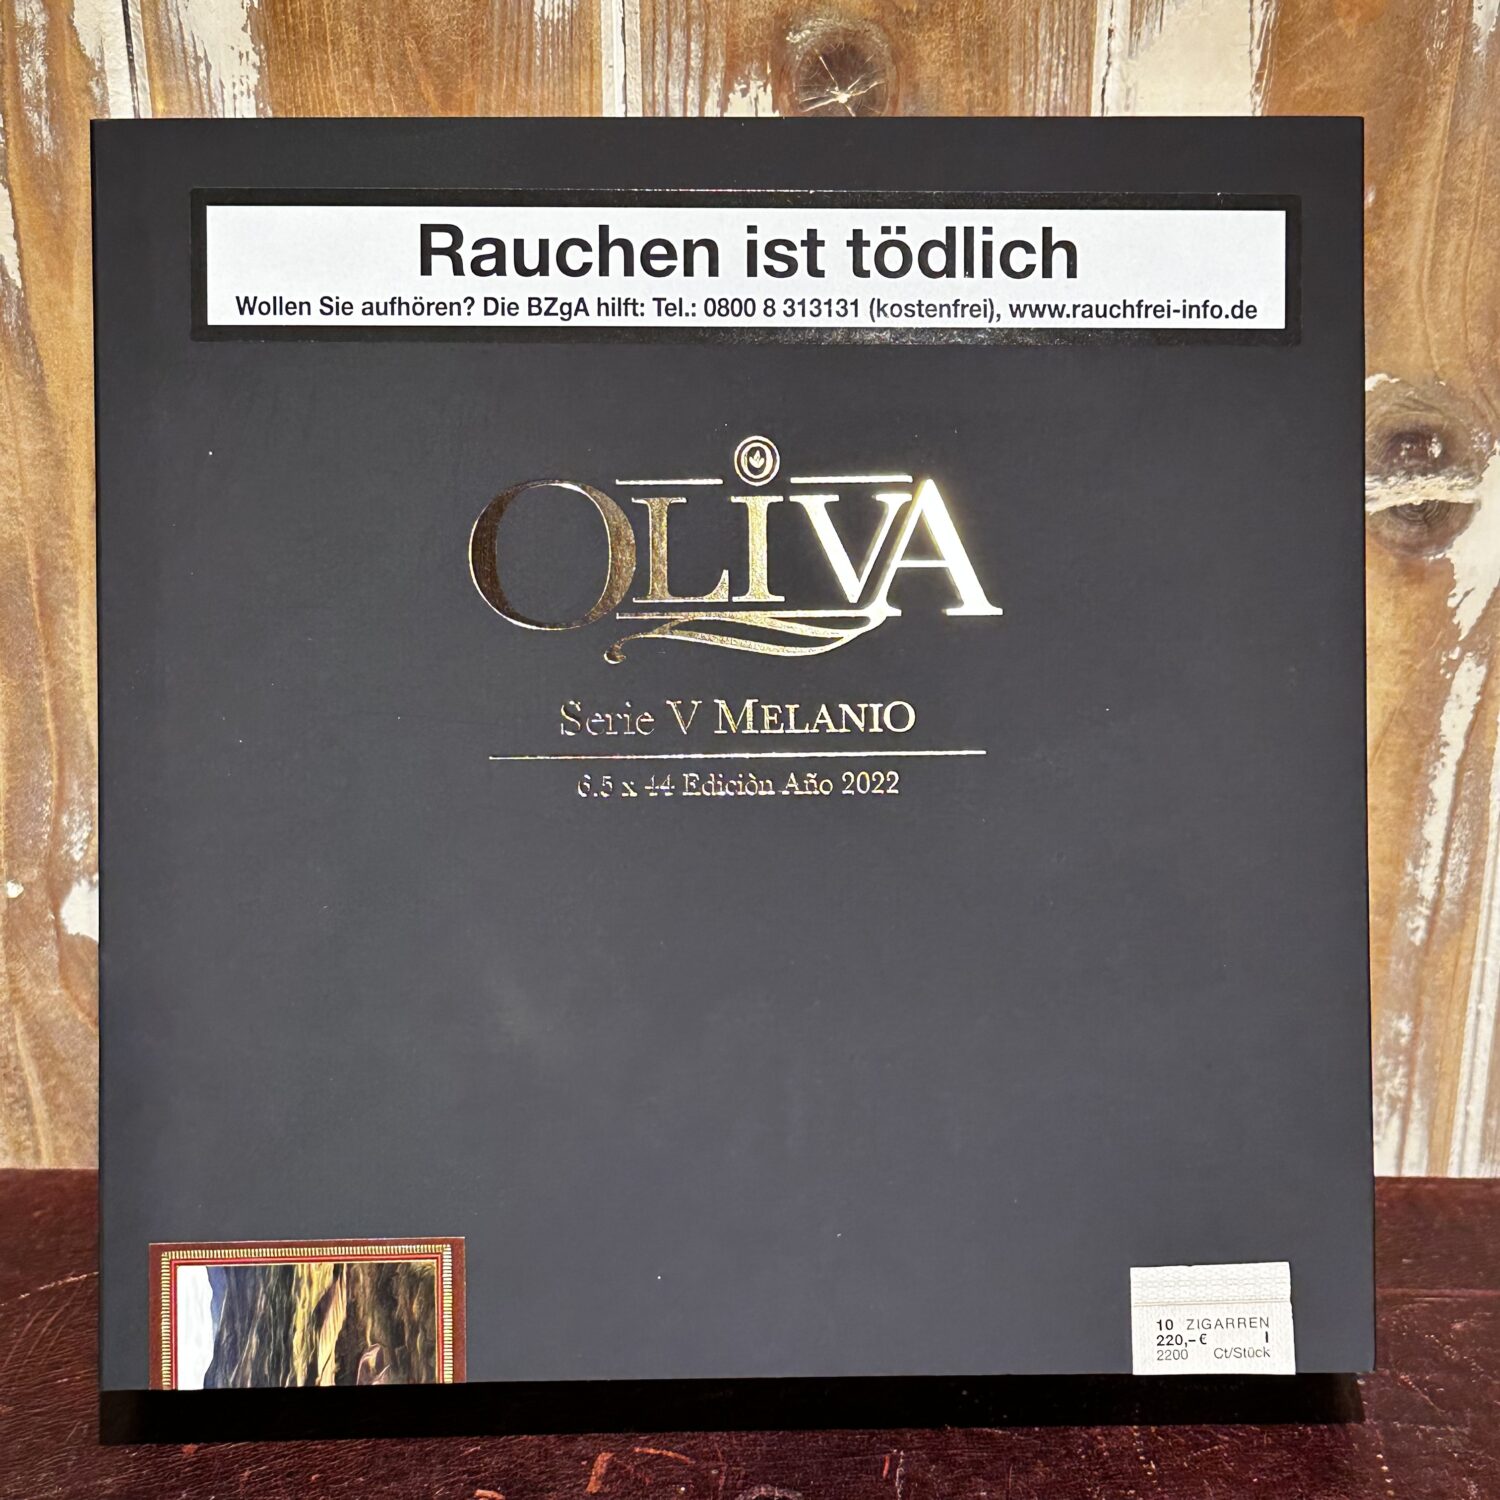 Rauchen ist tödlich
Wollen Sie aufhören? Die BZgA hilft: Tel.: 0800 8 313131 (kostenfrei), www.rauchfrei-info.de
OLIVA
Serie V MELANIO
6.5 x 44 Ediciòn Año 2022
10 ZIGARREN
220,-€ I
2200 Ct/Stück